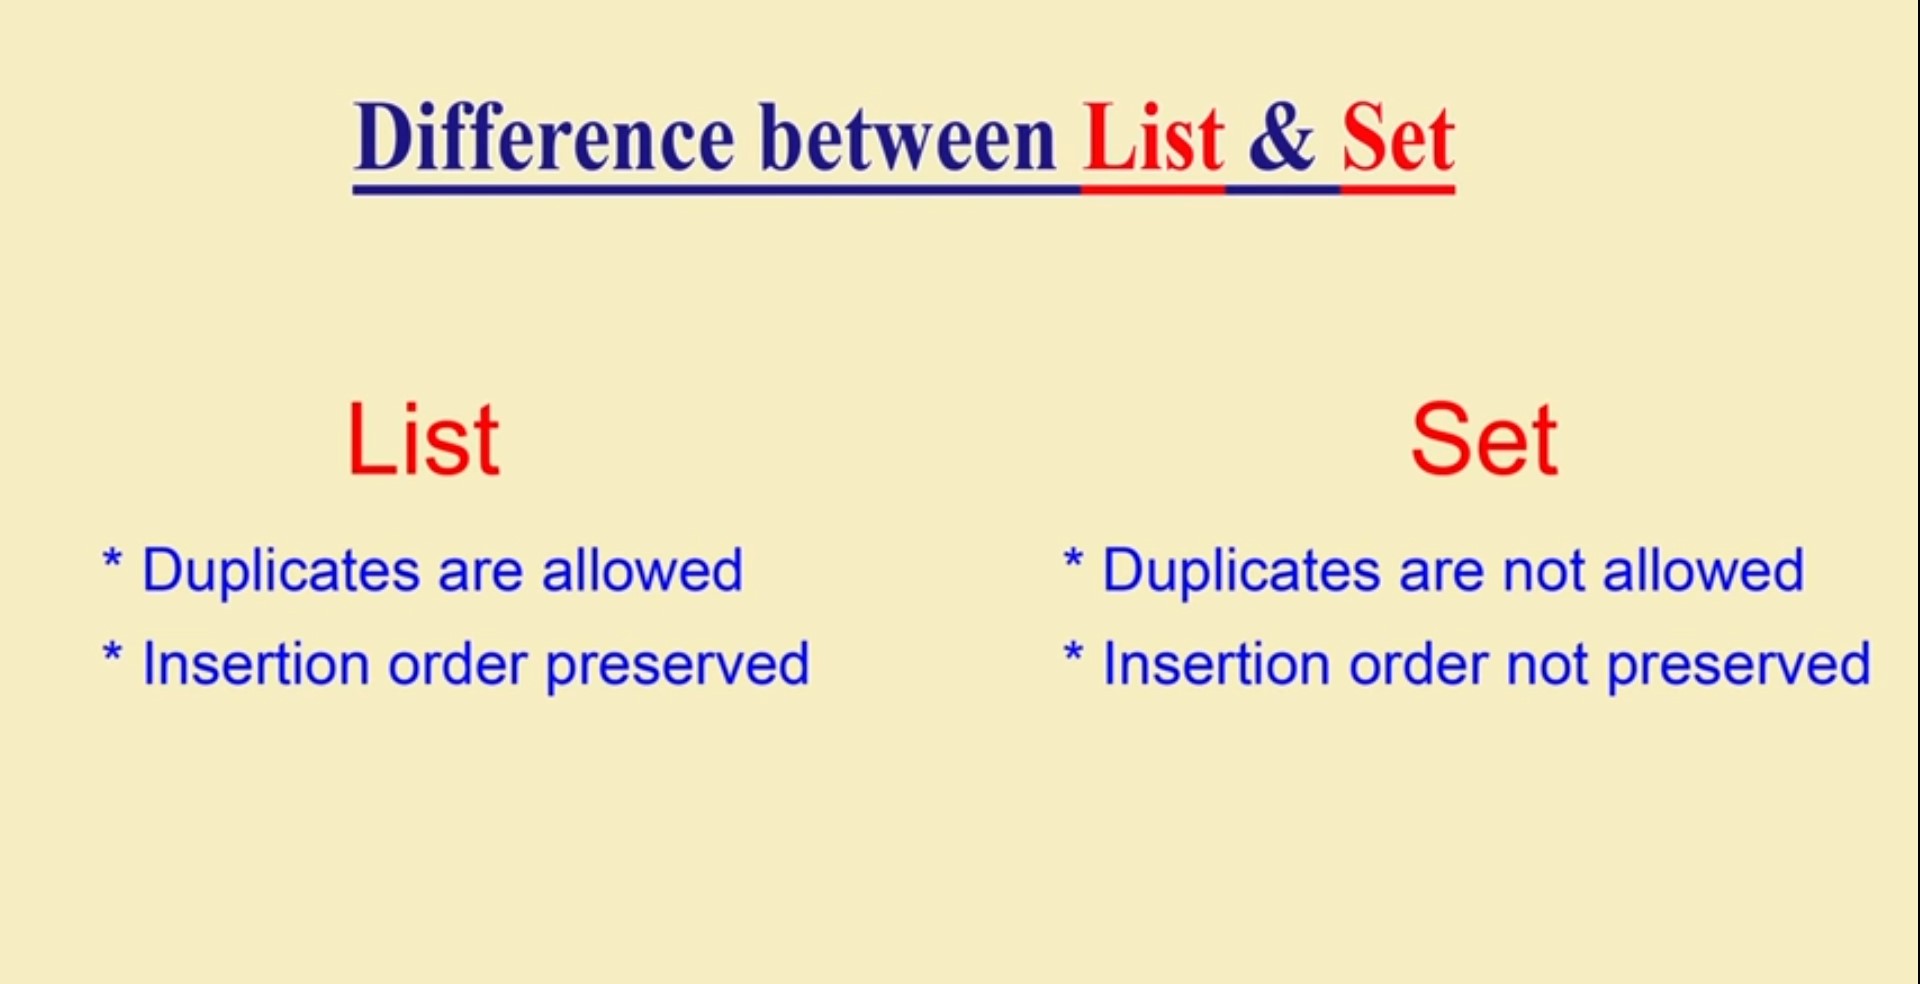 Difference between List & Set
List
* Duplicates are allowed
* Insertion order preserved
Set
* Duplicates are not allowed
* Insertion order not preserved